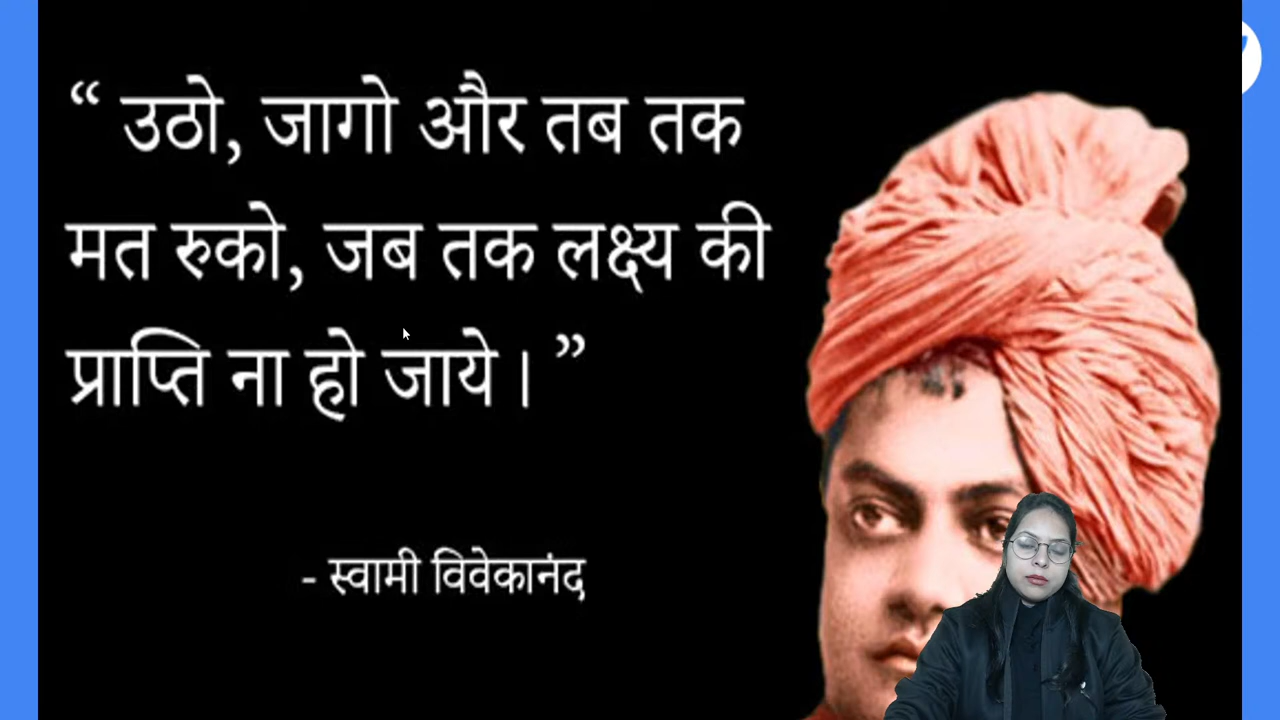 “ उठो, जागो और तब तक
मत रुको, जब तक लक्ष्य की
प्राप्ति ना हो जाये। ”
- स्वामी विवेकानंद